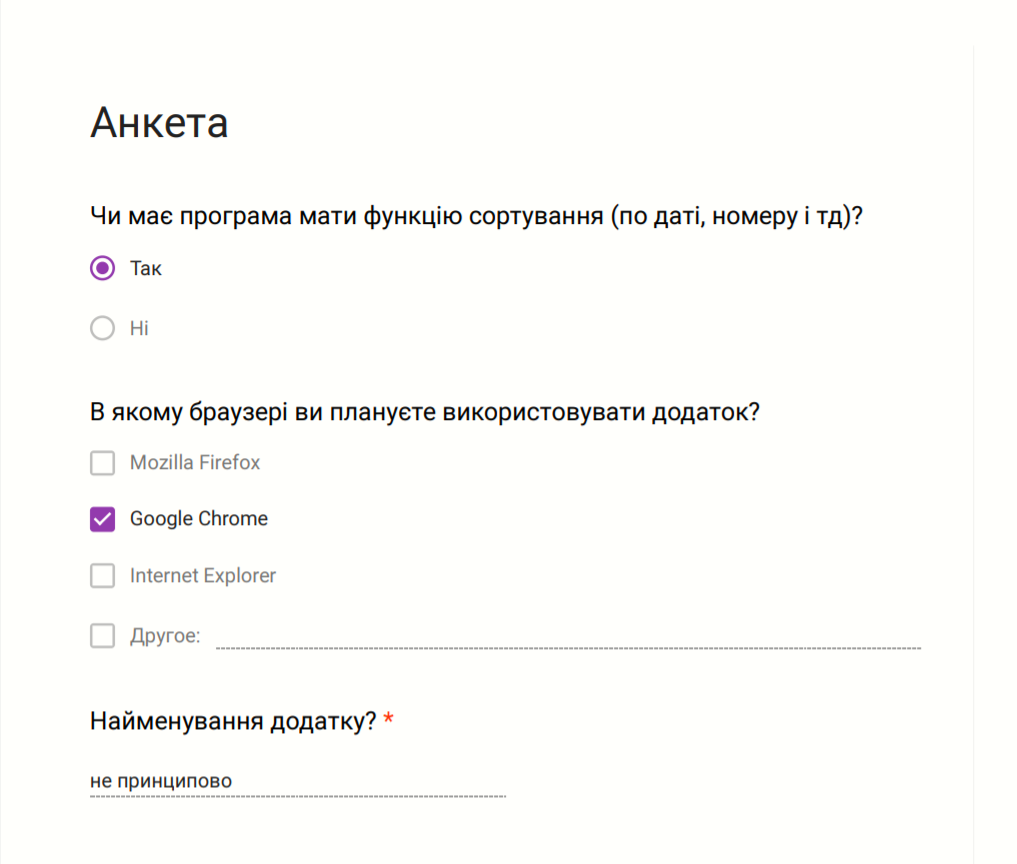 Анкета
Чи має програма мати функцію сортування (по даті, номеру і тд)?
Так
Ні
В якому браузері ви плануєте використовувати додаток?
Mozilla Firefox
Google Chrome
Internet Explorer
Другое:
Найменування додатку? *
не принципово